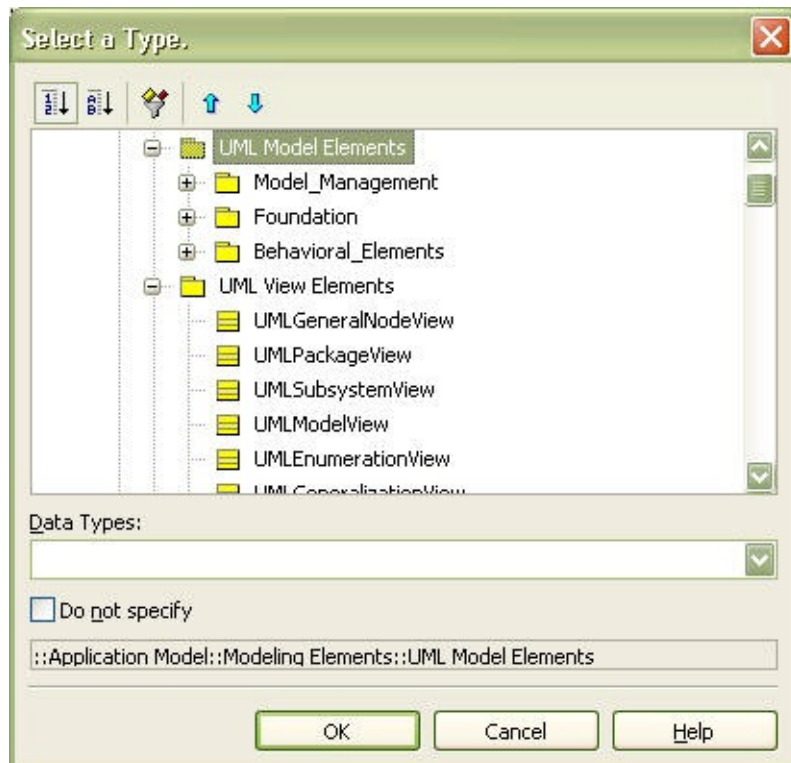 Select a Type.
UML Model Elements
Model_Management
Foundation
Behavioral_Elements
UML View Elements
UMLGeneralNodeView
UMLPackageView
UMLSubsystemView
UMLModelView
UMLEnumerationView
UMLGeneralizationView
Data Types:
Do not specify
::Application Model::Modeling Elements::UML Model Elements
OK Cancel Help